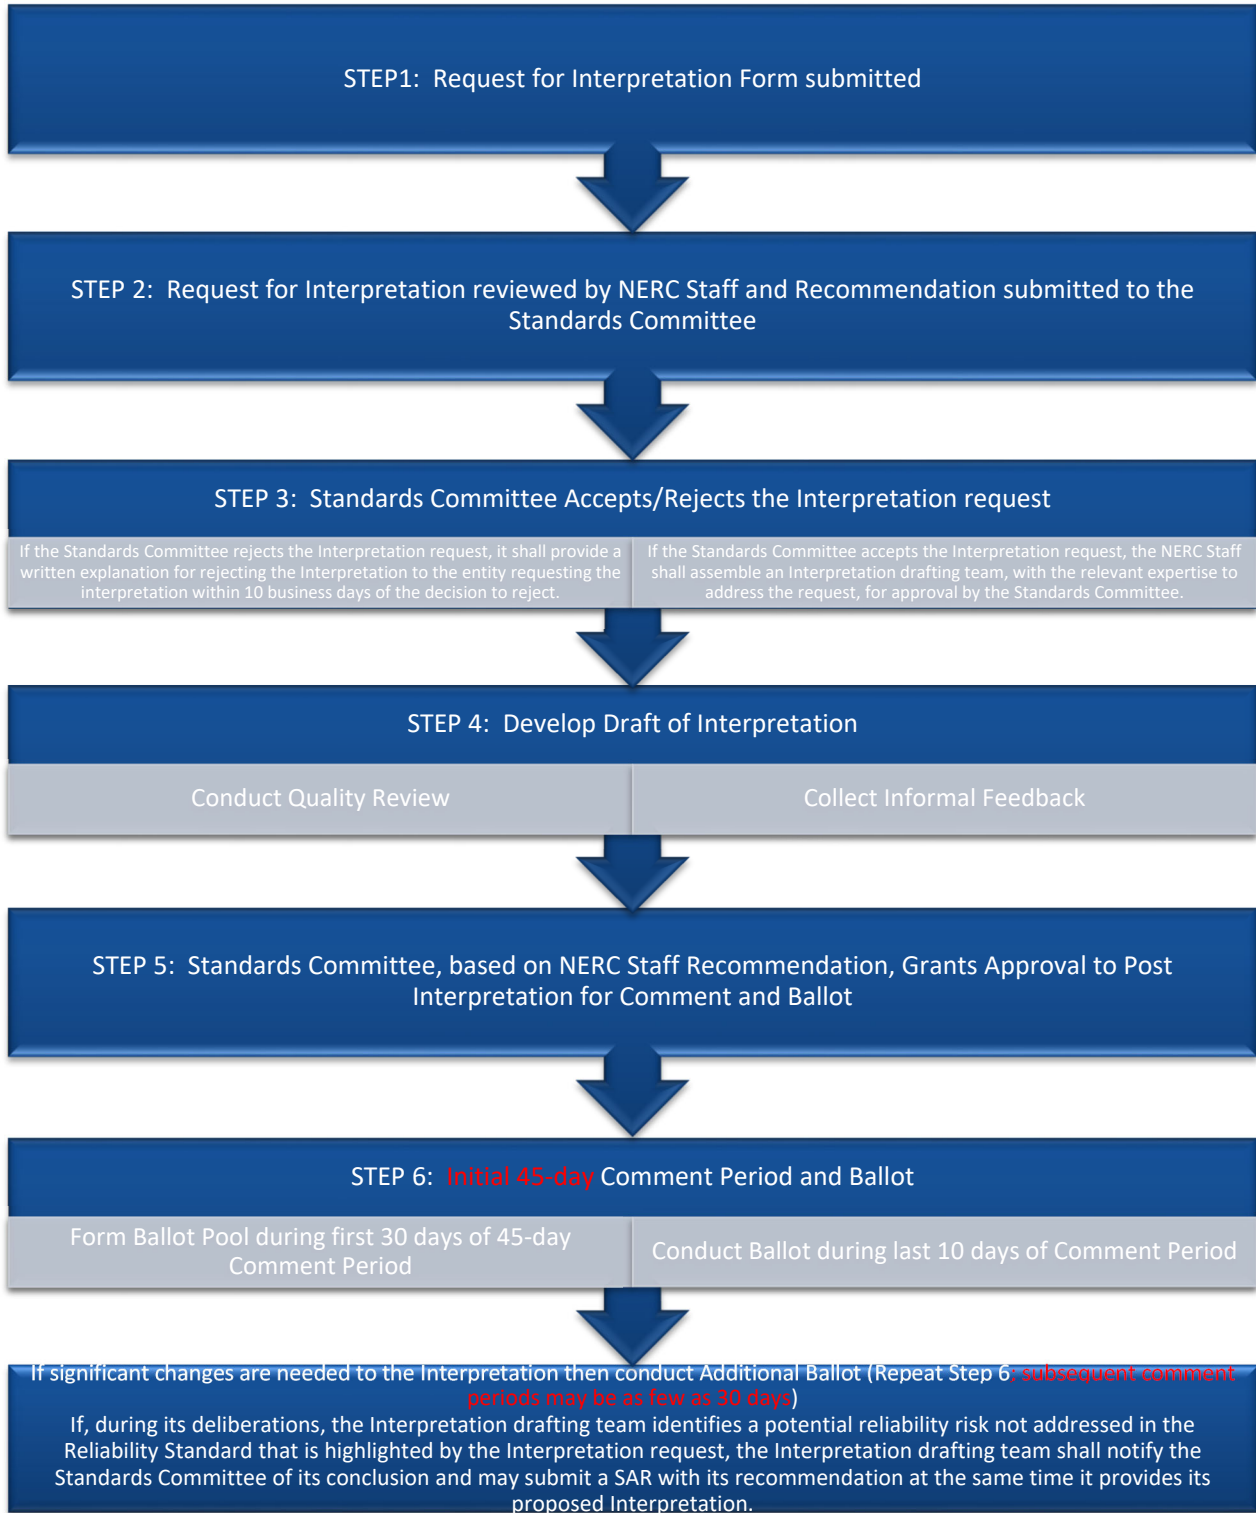 STEP1: Request for Interpretation Form submitted
STEP 2: Request for Interpretation reviewed by NERC Staff and Recommendation submitted to the
Standards Committee
STEP 3: Standards Committee Accepts/Rejects the Interpretation request
If the Standards Committee rejects the Interpretation request, it shall provide a
written explanation for rejecting the Interpretation to the entity requesting the
interpretation within 10 business days of the decision to reject.
If the Standards Committee accepts the Interpretation request, the NERC Staff
shall assemble an Interpretation drafting team, with the relevant expertise to
address the request, for approval by the Standards Committee.
STEP 4: Develop Draft of Interpretation
Conduct Quality Review
Collect Informal Feedback
STEP 5: Standards Committee, based on NERC Staff Recommendation, Grants Approval to Post
Interpretation for Comment and Ballot
STEP 6: Initial 45-day Comment Period and Ballot
Form Ballot Pool during first 30 days of 45-day
Comment Period
Conduct Ballot during last 10 days of Comment Period
If significant changes are needed to the Interpretation then conduct Additional Ballot (Repeat Step 6: subsequent comment
periods may be as few as 30 days)
If, during its deliberations, the Interpretation drafting team identifies a potential reliability risk not addressed in the
Reliability Standard that is highlighted by the Interpretation request, the Interpretation drafting team shall notify the
Standards Committee of its conclusion and may submit a SAR with its recommendation at the same time it provides its
proposed Interpretation.